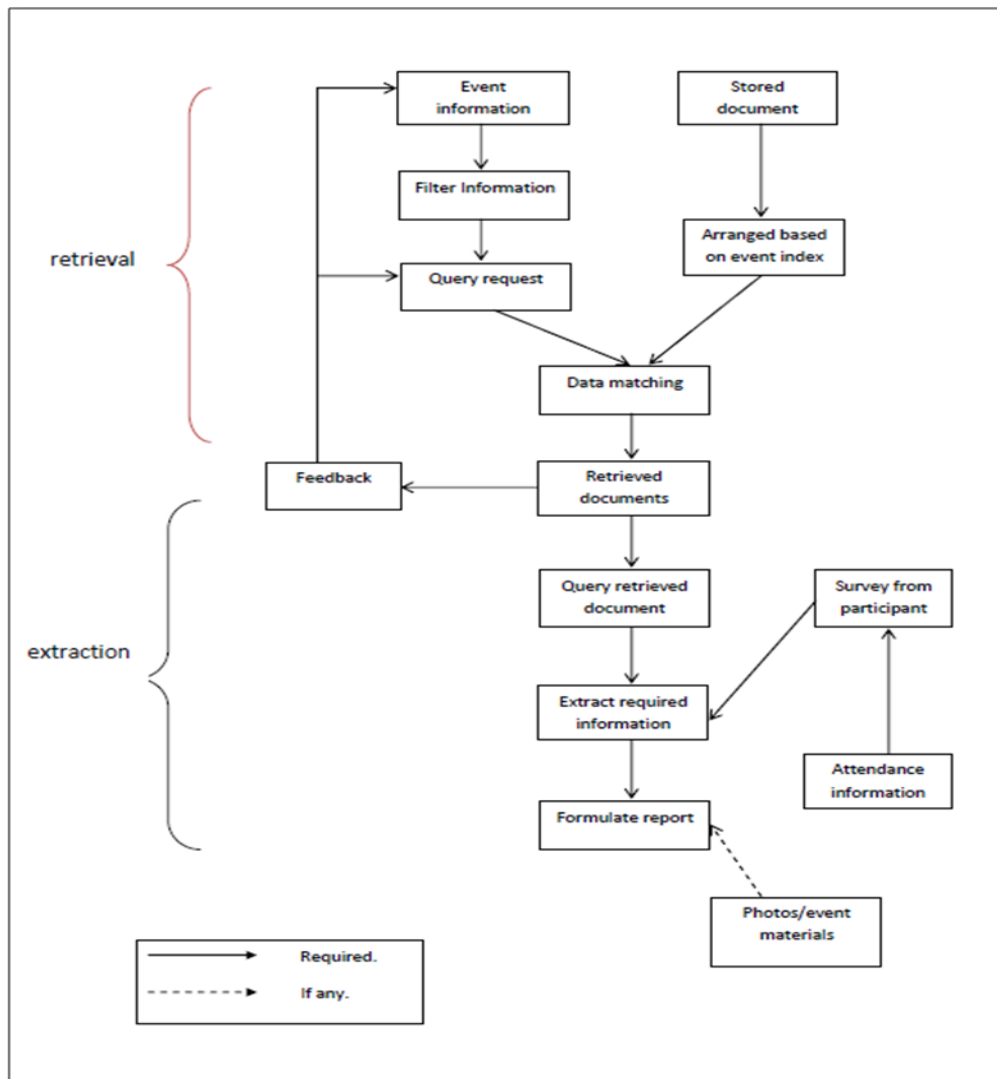 Event
information
Stored
document
Filter Information
Arranged based
on event index
retrieval
Query request
Data matching
Feedback
Retrieved
documents
Query retrieved
document
Survey from
participant
extraction
Extract required
information
Attendance
information
Formulate report
Photos/event
materials
Required.
If any.